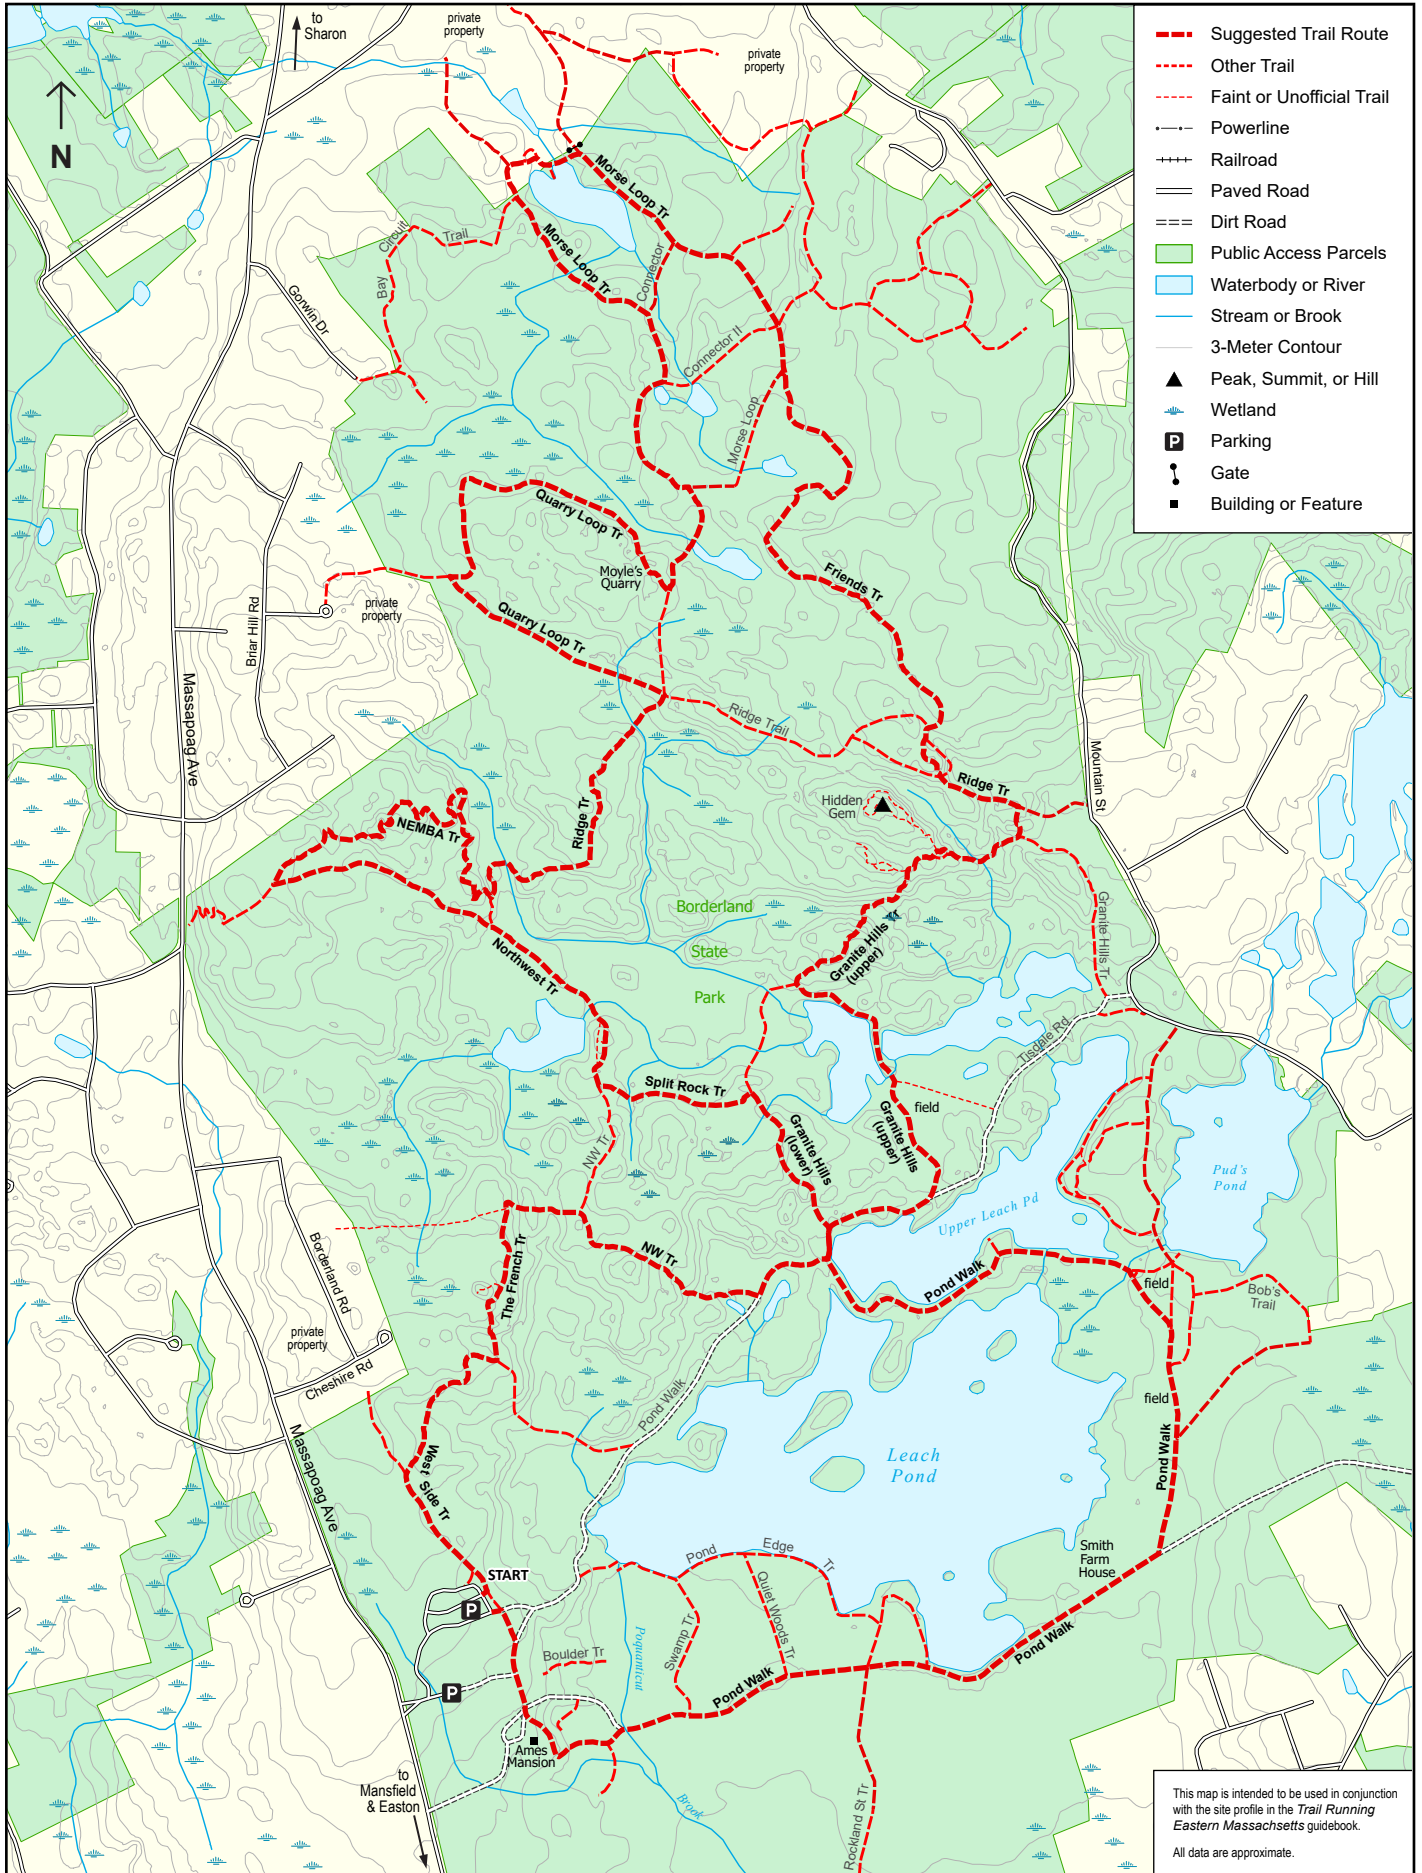 to
Sharon
private
property
private
property
N
Suggested Trail Route
Other Trail
Faint or Unofficial Trail
Powerline
Railroad
Paved Road
Dirt Road
Public Access Parcels
Waterbody or River
Stream or Brook
3-Meter Contour
Peak, Summit, or Hill
Wetland
P Parking
Gate
Building or Feature
Morse Loop Tr
Morse Loop Tr
Connector
Bay Circuit Trail
Gorwin Dr
Connector II
Morse Loop
Quarry Loop Tr
Moyle's
Quarry
Friends Tr
private
property
Briar Hill Rd
Quarry Loop Tr
Massapoag Ave
Ridge Trail
Mountain St
Ridge Tr
Hidden
Gem
NEMBA Tr
Ridge Tr
Borderland
State
Park
Granite Hills Tr
(upper)
Granite Hills Tr
Northwest Tr
Tisdale Rd
Split Rock Tr
field
Granite Hills
(upper)
Granite Hills
(lower)
NW Tr
Pud's
Pond
Upper Leach Pd
Borderland Rd
The French Tr
NW Tr
Pond Walk
field
Bob's
Trail
private
property
Cheshire Rd
Pond Walk
field
Massapoag Ave
West Side Tr
Leach
Pond
Pond Walk
Smith
Farm
House
START
P
Pond Edge Tr
Quiet Woods Tr
Swamp Tr
Poquanticut
Boulder Tr
Pond Walk
Pond Walk
P
Ames
Mansion
to
Mansfield
& Easton
Brook
Rockland St Tr
This map is intended to be used in conjunction
with the site profile in the Trail Running
Eastern Massachsetts guidebook.
All data are approximate.